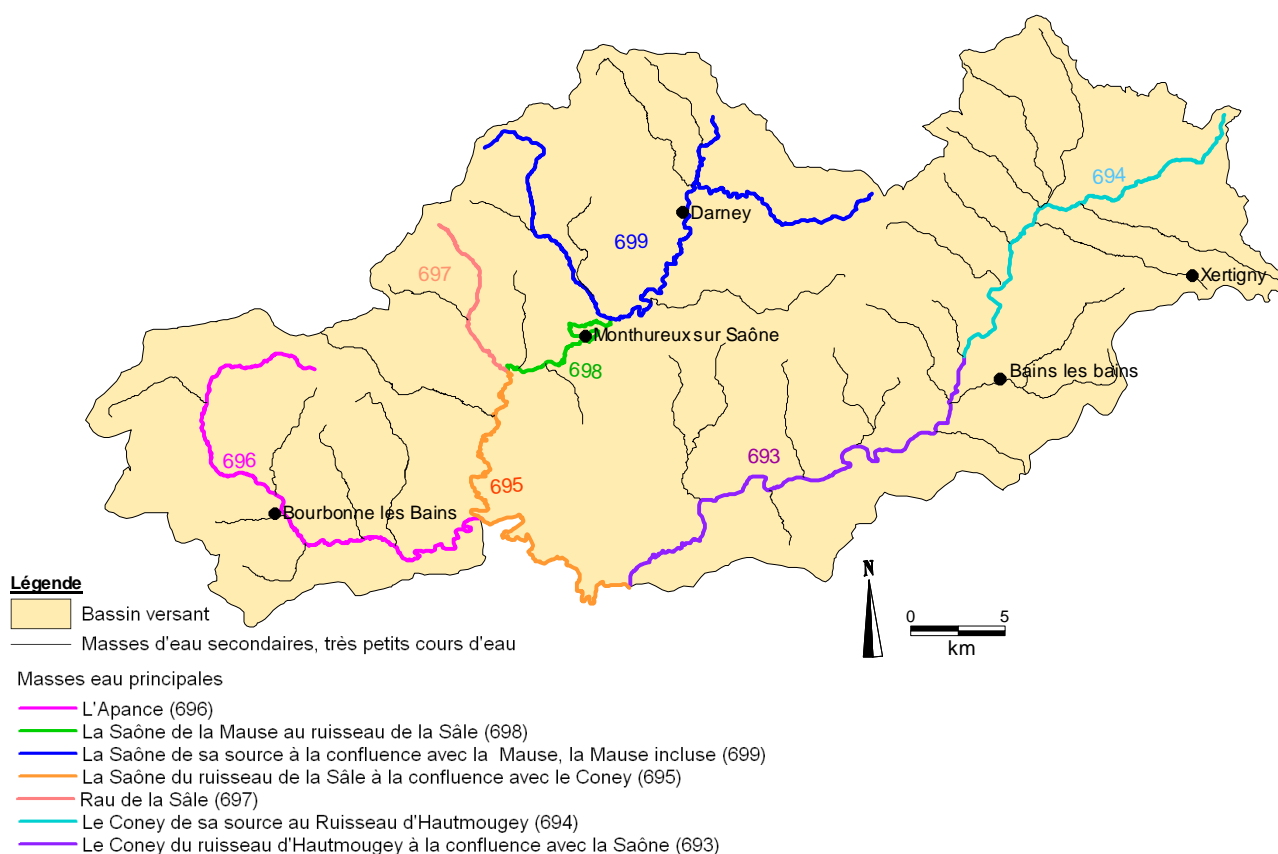 694
Darney
699
Xertigny
697
Monthureux sur Saône
698
Bains les bains
696
693
695
Bourbonne les Bains
Légende
Bassin versant
Masses d'eau secondaires, très petits cours d'eau
N
0 5
km
Masses eau principales
L'Apance (696)
La Saône de la Mause au ruisseau de la Sâle (698)
La Saône de sa source à la confluence avec la Mause, la Mause incluse (699)
La Saône du ruisseau de la Sâle à la confluence avec le Coney (695)
Rau de la Sâle (697)
Le Coney de sa source au Ruisseau d'Hautmougey (694)
Le Coney du ruisseau d'Hautmougey à la confluence avec la Saône (693)